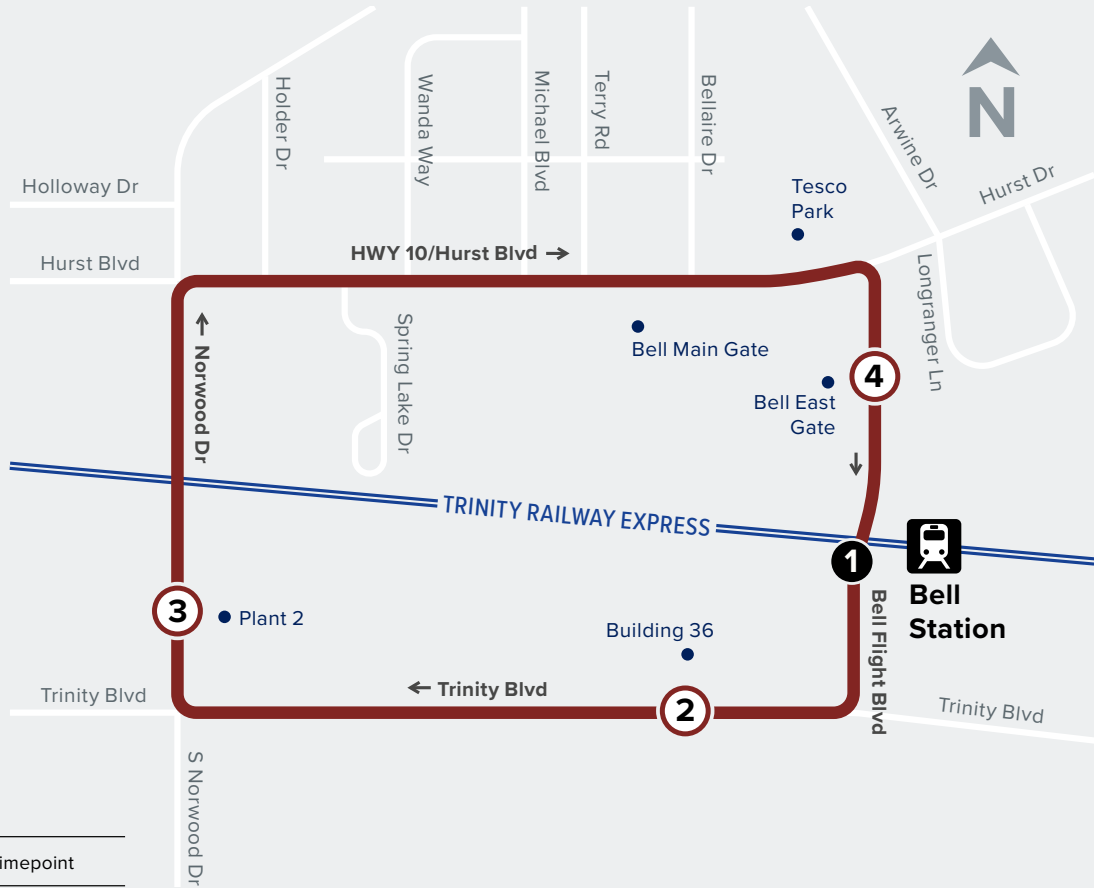 N
Holder Dr
Wanda Way
Michael Blvd
Terry Rd
Bellaire Dr
Arwine Dr
Hurst Dr
Holloway Dr
Tesco
Park
HWY 10/Hurst Blvd →
Hurst Blvd
Longranger Ln
← Norwood Dr
Spring Lake Dr
Bell Main Gate
4
Bell East
Gate
TRINITY RAILWAY EXPRESS
1
Bell
Station
Bell Flight Blvd
3
Plant 2
Building 36
Trinity Blvd
← Trinity Blvd
2
Trinity Blvd
S Norwood Dr
imepoint